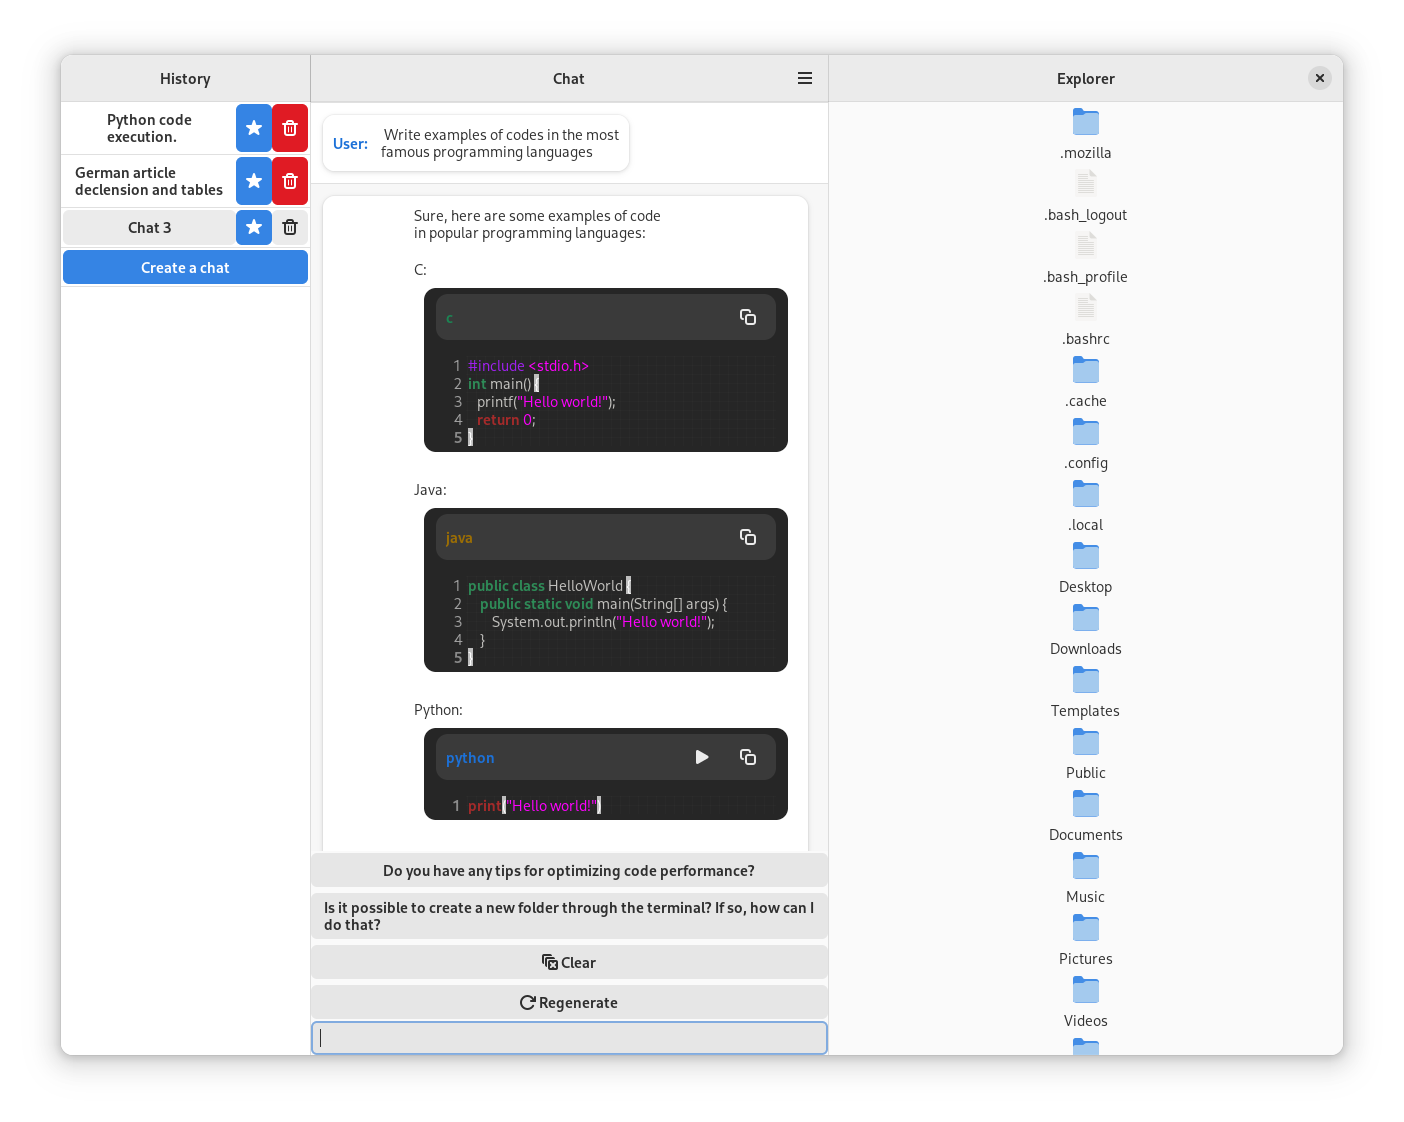 History
Python code
execution.
German article
declension and tables
Chat 3
Create a chat
Chat
User: Write examples of codes in the most
famous programming languages
Sure, here are some examples of code
in popular programming languages:
C:
c
1 #include <stdio.h>
2 int main() {
3 printf("Hello world!");
4 return 0;
5 }
Java:
java
1 public class HelloWorld {
2 public static void main(String[] args) {
3 System.out.println("Hello world!");
4 }
5 }
Python:
python
1 print("Hello world!")
Do you have any tips for optimizing code performance?
Is it possible to create a new folder through the terminal? If so, how can I
do that?
Clear
Regenerate
Explorer
.mozilla
.bash_logout
.bash_profile
.bashrc
.cache
.config
.local
Desktop
Downloads
Templates
Public
Documents
Music
Pictures
Videos